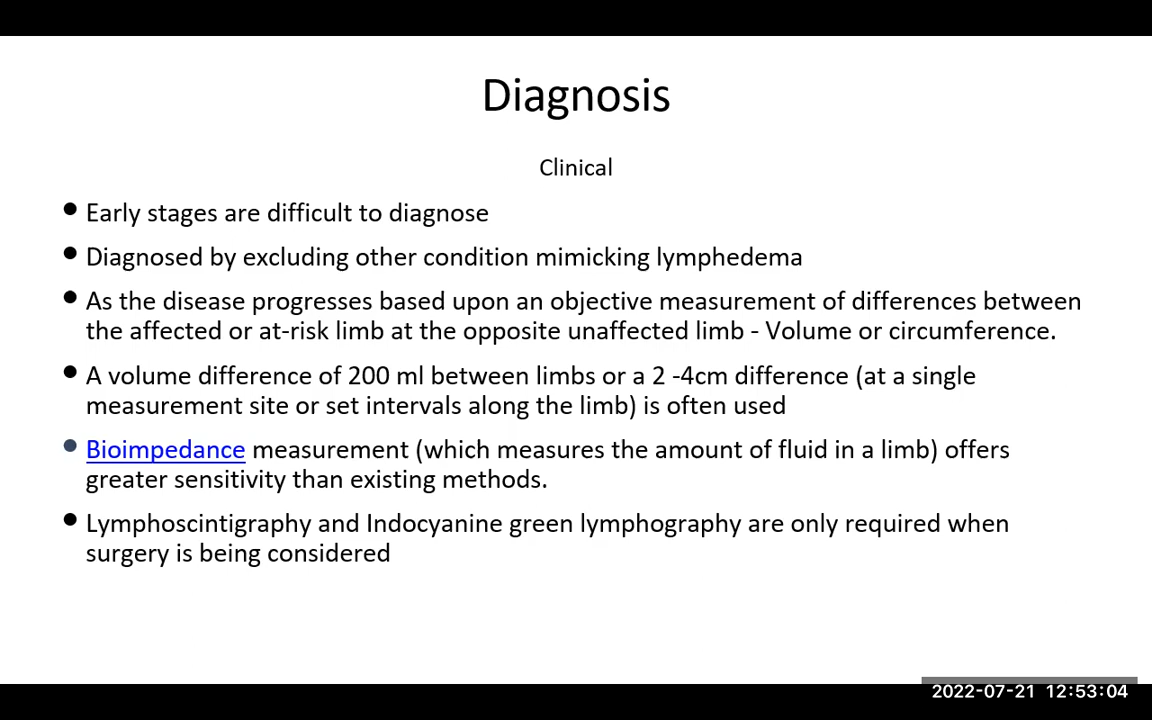 Diagnosis
Clinical
• Early stages are difficult to diagnose
• Diagnosed by excluding other condition mimicking lymphedema
• As the disease progresses based upon an objective measurement of differences between
the affected or at-risk limb at the opposite unaffected limb - Volume or circumference.
• A volume difference of 200 ml between limbs or a 2 -4cm difference (at a single
measurement site or set intervals along the limb) is often used
• Bioimpedance measurement (which measures the amount of fluid in a limb) offers
greater sensitivity than existing methods.
• Lymphoscintigraphy and Indocyanine green lymphography are only required when
surgery is being considered
2022-07-21 12:53:04